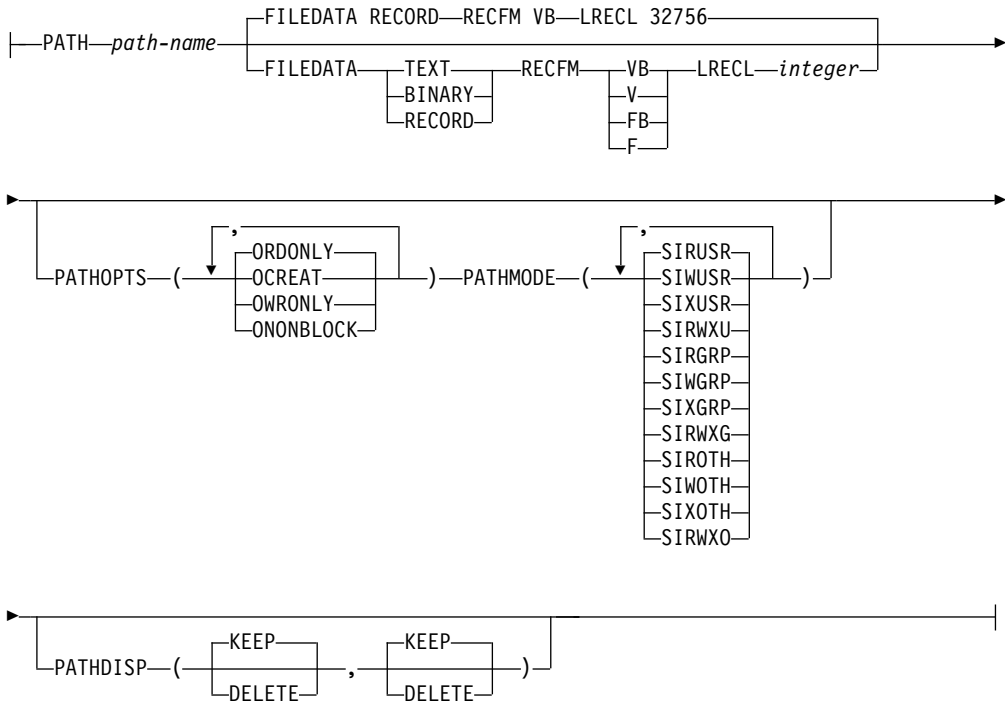 FILEDATA RECORD RECFM VB LRECL 32756
PATH path-name
FILEDATA TEXT RECFM VB LRECL integer
BINARY V
RECORD FB
F
, ,
ORDONLY SIRUSR
PATHOPTS ( OCREAT ) PATHMODE ( SIWUSR )
OWRONLY SIXUSR
ONONBLOCK SIRWXU
SIRGRP
SIWGRP
SIXGRP
SIRWXG
SIROTH
SIWOTH
SIXOTH
SIRWXO
KEEP KEEP
PATHDISP ( , )
DELETE DELETE